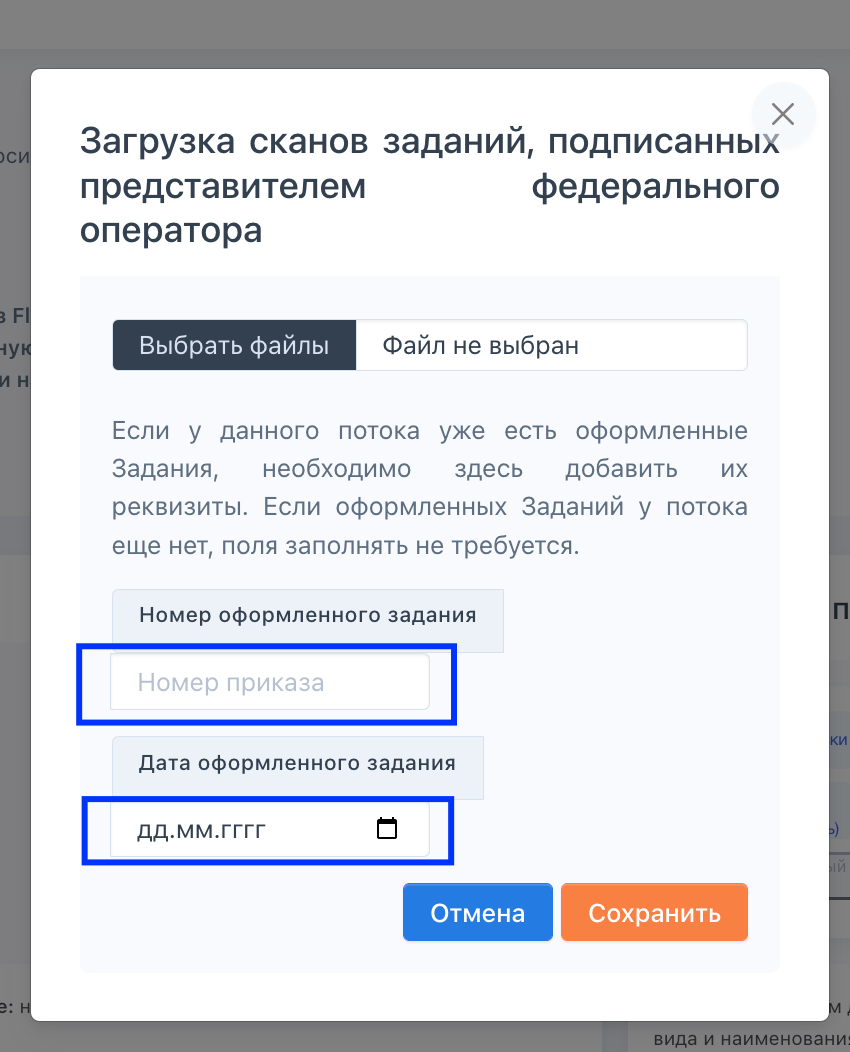 Загрузка сканов заданий, подписанных
представителем федерального
оператора
Выбрать файлы Файл не выбран
Если у данного потока уже есть оформленные
Задания, необходимо здесь добавить их
реквизиты. Если оформленных Заданий у потока
еще нет, поля заполнять не требуется.
Номер оформленного задания
Номер приказа
Дата оформленного задания
дд.мм.гггг
Отмена Сохранить
вида и наименования